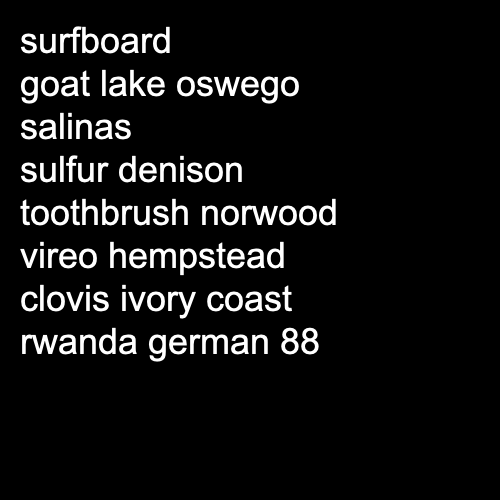 surfboard
goat lake oswego
salinas
sulfur denison
toothbrush norwood
vireo hempstead
clovis ivory coast
rwanda german 88